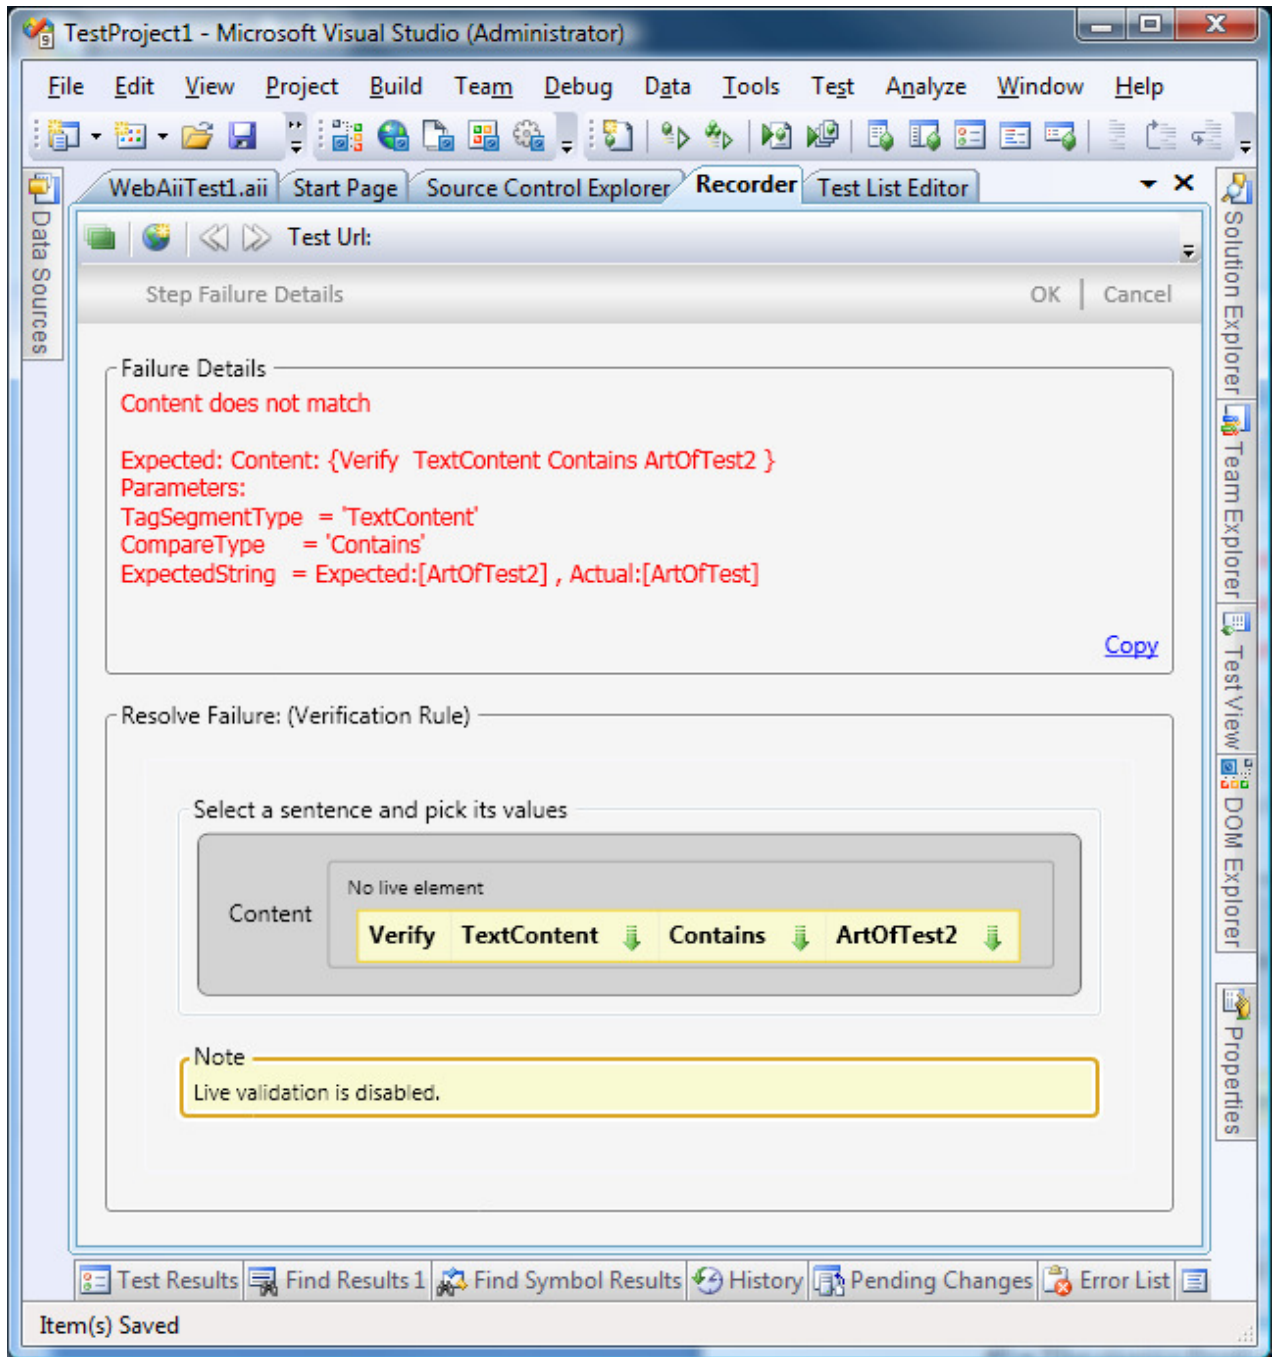 TestProject1 - Microsoft Visual Studio (Administrator)
File Edit View Project Build Team Debug Data Tools Test Analyze Window Help
WebAiiTest1.aii Start Page Source Control Explorer Recorder Test List Editor
Data Sources
Test Url:
Step Failure Details OK | Cancel
Failure Details
Content does not match
Expected: Content: {Verify TextContent Contains ArtOfTest2 }
Parameters:
TagSegmentType = 'TextContent'
CompareType = 'Contains'
ExpectedString = Expected:[ArtOfTest2] , Actual:[ArtOfTest]
Copy
Resolve Failure: (Verification Rule)
Select a sentence and pick its values
No live element
Content
Verify TextContent Contains ArtOfTest2
Note
Live validation is disabled.
Solution Explorer
Team Explorer
Test View
DOM Explorer
Properties
Test Results Find Results 1 Find Symbol Results History Pending Changes Error List
Item(s) Saved